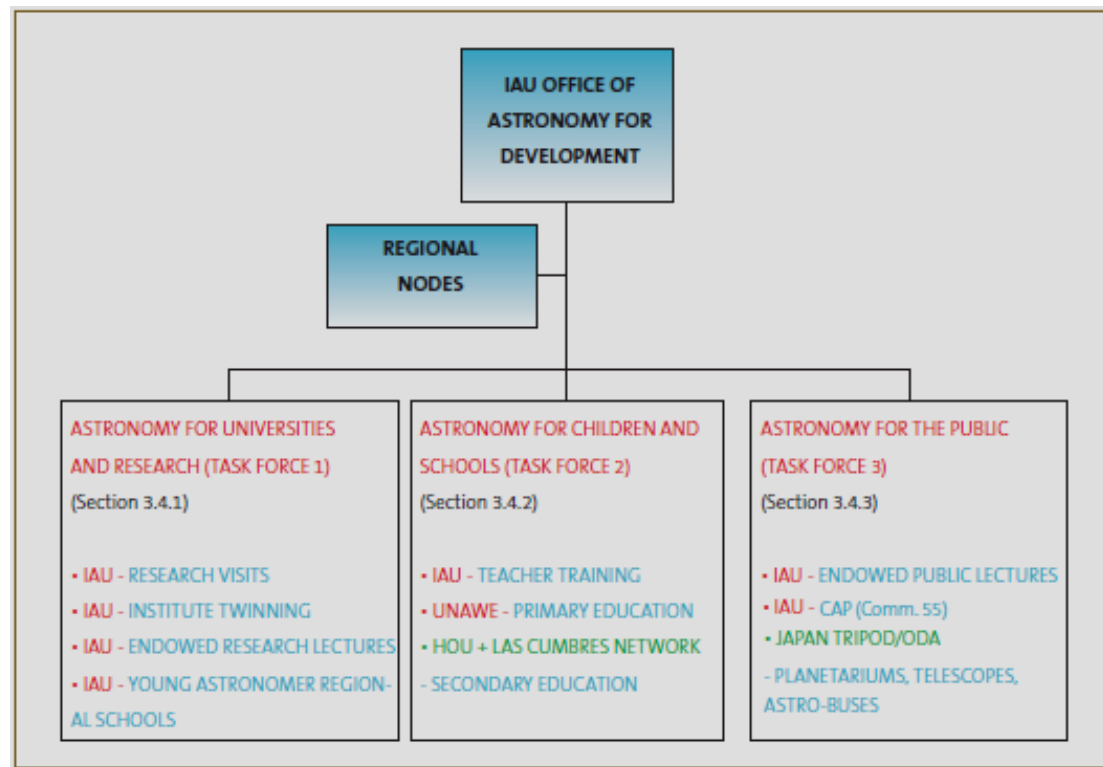 IAU OFFICE OF
ASTRONOMY FOR
DEVELOPMENT
REGIONAL
NODES
ASTRONOMY FOR UNIVERSITIES
AND RESEARCH (TASK FORCE 1)
(Section 3.4.1)
• IAU - RESEARCH VISITS
• IAU - INSTITUTE TWINNING
• IAU - ENDOWED RESEARCH LECTURES
• IAU - YOUNG ASTRONOMER REGION-
AL SCHOOLS
ASTRONOMY FOR CHILDREN AND
SCHOOLS (TASK FORCE 2)
(Section 3.4.2)
• IAU - TEACHER TRAINING
• UNAWE - PRIMARY EDUCATION
• HOU + LAS CUMBRES NETWORK
- SECONDARY EDUCATION
ASTRONOMY FOR THE PUBLIC
(TASK FORCE 3)
(Section 3.4.3)
• IAU - ENDOWED PUBLIC LECTURES
• IAU - CAP (Comm. 55)
• JAPAN TRIPOD/ODA
- PLANETARIUMS, TELESCOPES,
ASTRO-BUSES